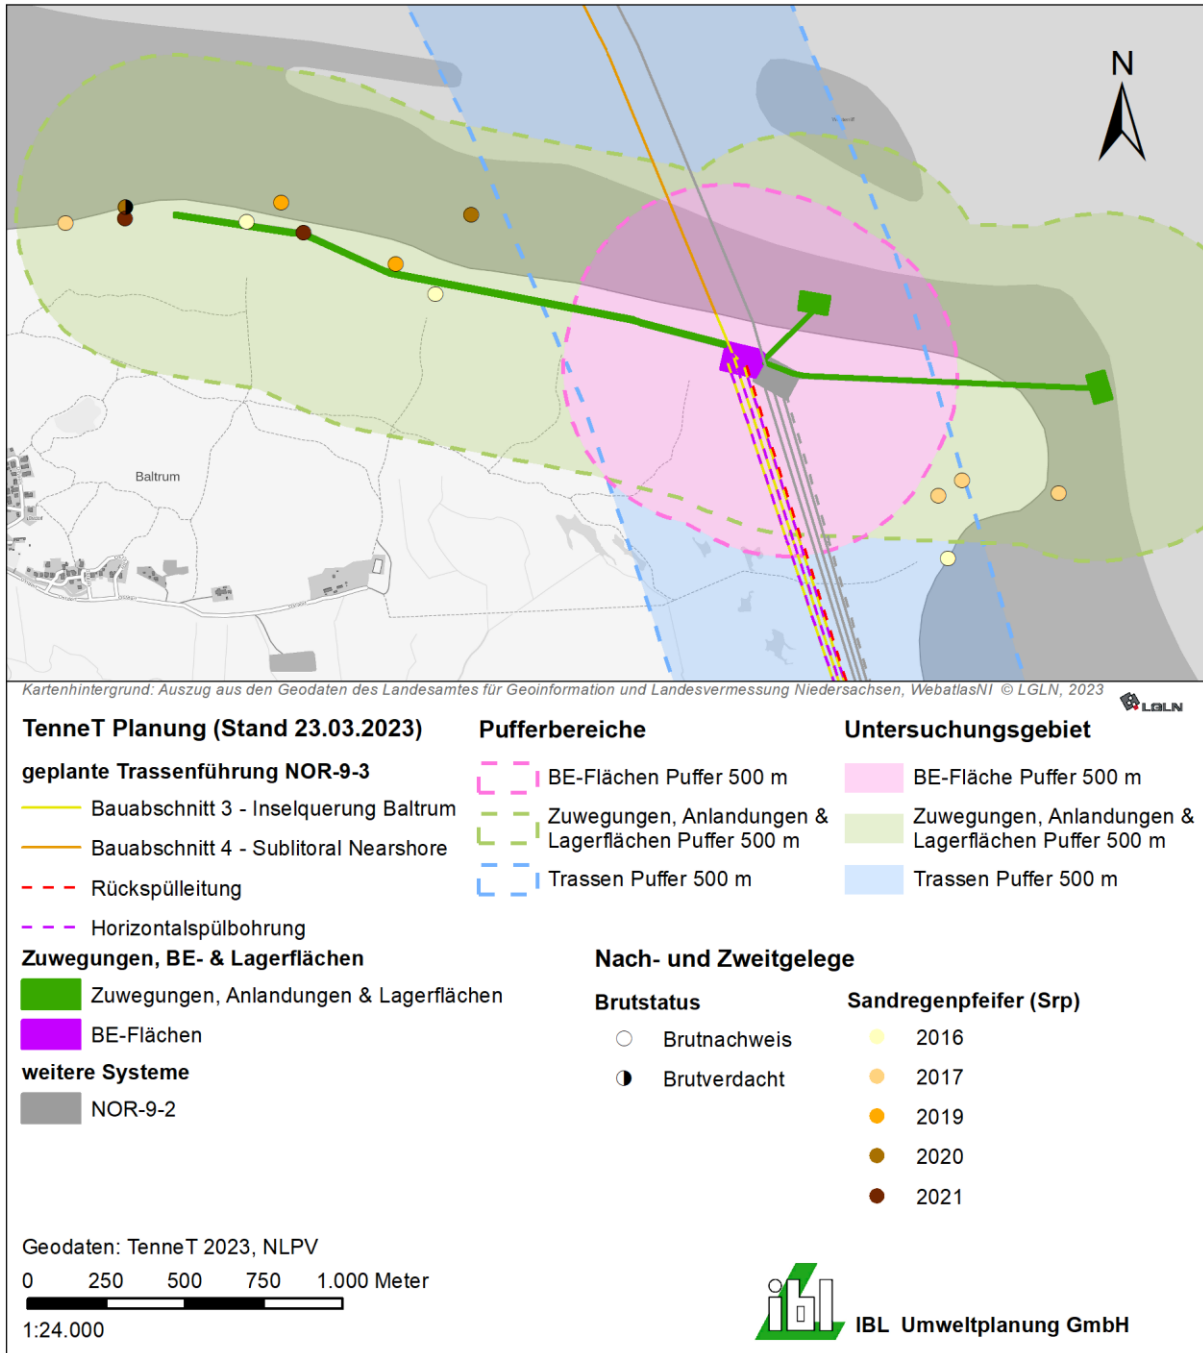 N
Baltrum
Kartenhintergrund: Auszug aus den Geodaten des Landesamtes für Geoinformation und Landesvermessung Niedersachsen, WebatlasNI © LGLN, 2023
LGLN
TenneT Planung (Stand 23.03.2023)
geplante Trassenführung NOR-9-3
Bauabschnitt 3 - Inselquerung Baltrum
Bauabschnitt 4 - Sublitoral Nearshore
Rückspülleitung
Horizontalspülbohrung
Zuwegungen, BE- & Lagerflächen
Zuwegungen, Anlandungen & Lagerflächen
BE-Flächen
weitere Systeme
NOR-9-2
Pufferbereiche
BE-Flächen Puffer 500 m
Zuwegungen, Anlandungen &
Lagerflächen Puffer 500 m
Trassen Puffer 500 m
Untersuchungsgebiet
BE-Fläche Puffer 500 m
Zuwegungen, Anlandungen &
Lagerflächen Puffer 500 m
Trassen Puffer 500 m
Nach- und Zweitgelege
Brutstatus
Brutnachweis
Brutverdacht
Sandregenpfeifer (Srp)
2016
2017
2019
2020
2021
Geodaten: TenneT 2023, NLPV
0 250 500 750 1.000 Meter
1:24.000
ibl
IBL Umweltplanung GmbH